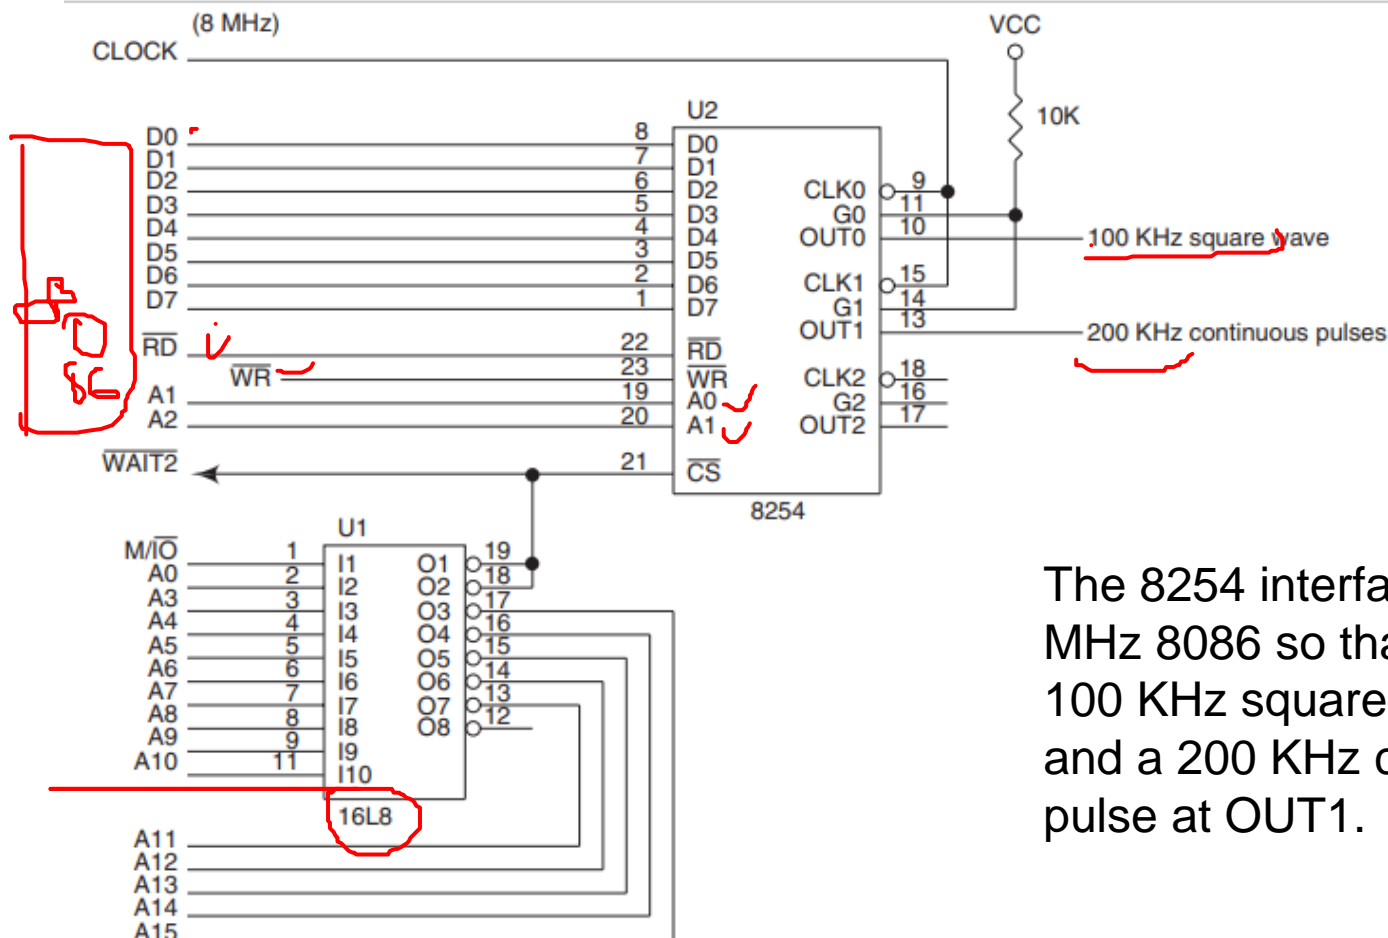 (8 MHz)
CLOCK
VCC
10K
U2
D0 8 D0
D1 7 D1
D2 6 D2
D3 5 D3
D4 4 D4
D5 3 D5
D6 2 D6
D7 1 D7
RD 22 RD
WR 23 WR
A1 19 A0
A2 20 A1
WAIT2 21 CS
CLK0 9
G0 11
OUT0 10 100 KHz square wave
CLK1 15
G1 14
OUT1 13 200 KHz continuous pulses
CLK2 18
G2 16
OUT2 17
8254
U1
M/IO 1 I1 O1 19
A0 2 I2 O2 18
A3 3 I3 O3 17
A4 4 I4 O4 16
A5 5 I5 O5 15
A6 6 I6 O6 14
A7 7 I7 O7 13
A8 8 I8 O8 12
A9 9 I9
A10 11 I10
16L8
A11
A12
A13
A14
A15
The 8254 interfa
MHz 8086 so tha
100 KHz square
and a 200 KHz c
pulse at OUT1.